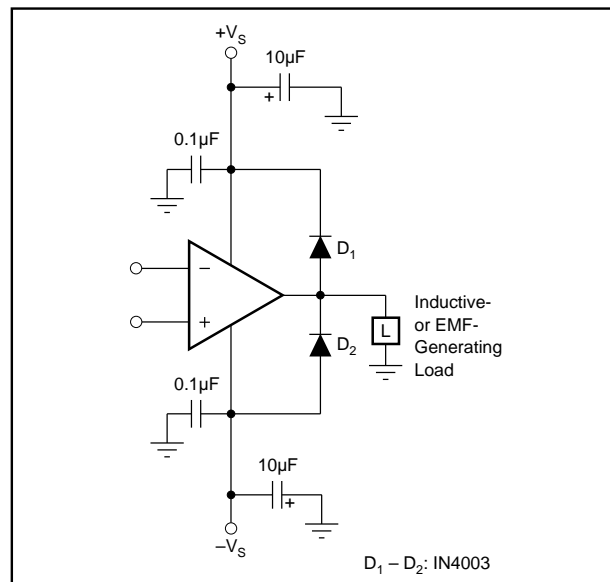 +VS
10µF
+
0.1µF
D1
−
+
L
Inductive-
or EMF-
Generating
Load
D2
0.1µF
10µF
+
–VS
D1 – D2: IN4003